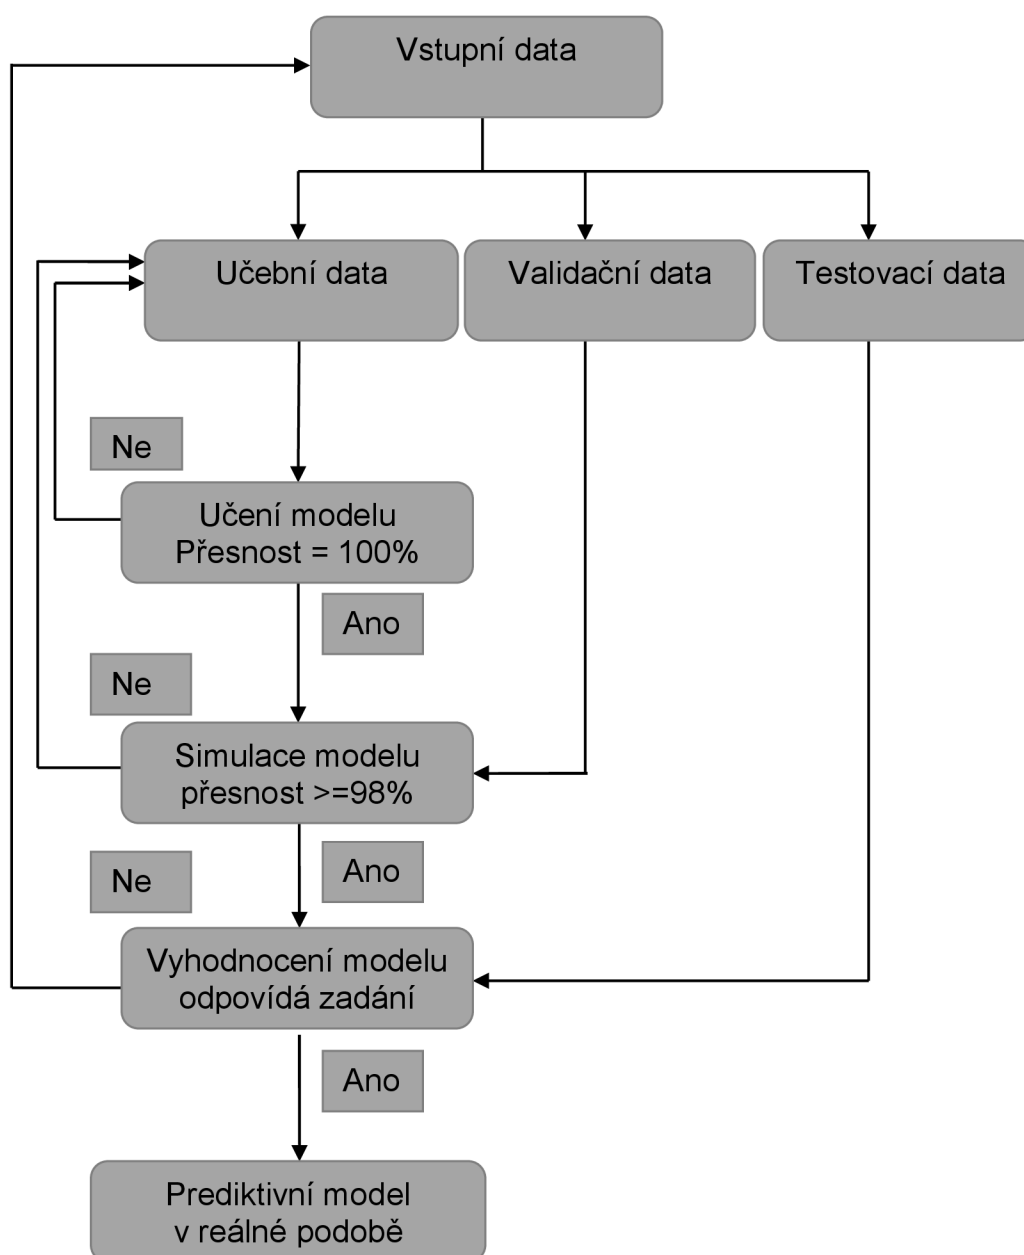 Vstupní data
Učební data
Validační data
Testovací data
Ne
Učení modelu
Přesnost = 100%
Ano
Ne
Simulace modelu
přesnost >=98%
Ano
Ne
Vyhodnocení modelu
odpovídá zadání
Ano
Prediktivní model
v reálné podobě